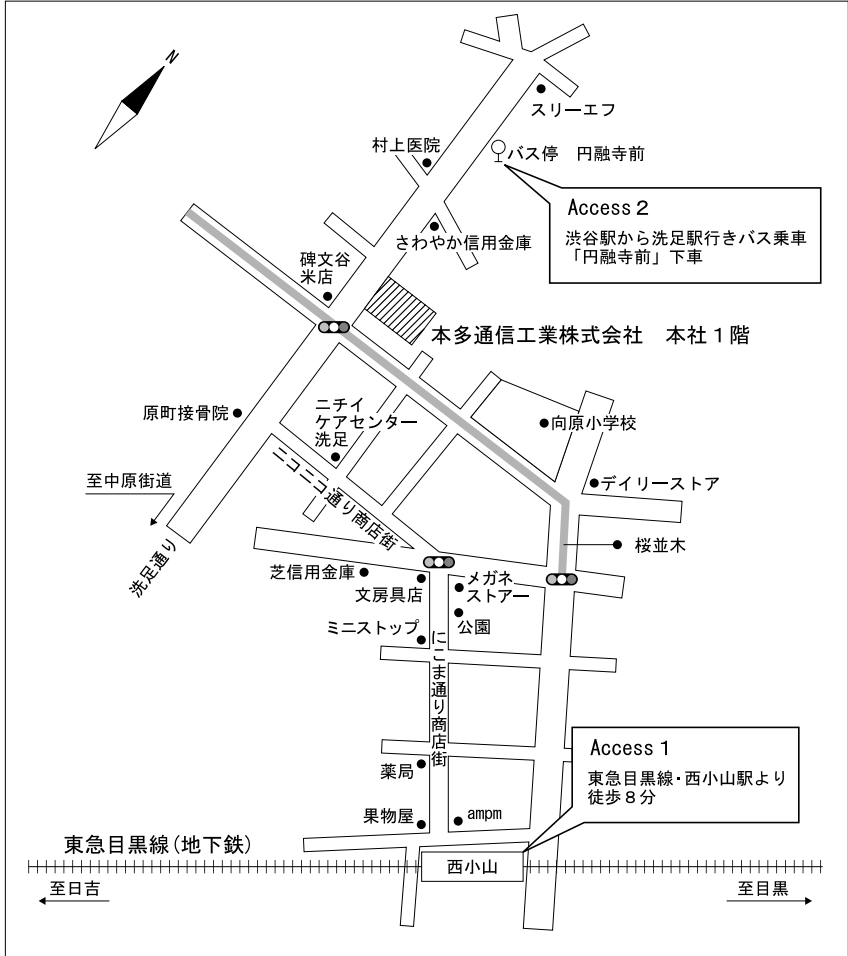 N
スリーエフ
村上医院
バス停　円融寺前
Access 2
渋谷駅から洗足駅行きバス乗車
「円融寺前」下車
さわやか信用金庫
碑文谷
米店
本多通信工業株式会社　本社1階
原町接骨院
ニチイ
ケアセンター
洗足
向原小学校
至中原街道
ニコニコ通り商店街
デイリーストア
洗足通り
桜並木
芝信用金庫
文房具店
メガネ
ストアー
ミニストップ
公園
にこま通り商店街
Access 1
東急目黒線・西小山駅より
徒歩8分
薬局
果物屋
ampm
東急目黒線(地下鉄)
西小山
至日吉
至目黒